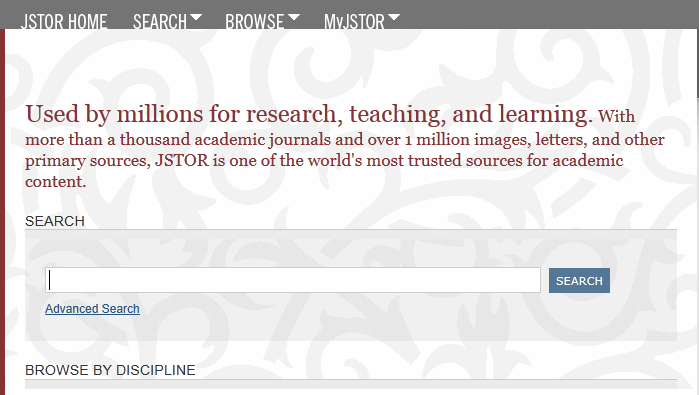 JSTOR HOME SEARCH BROWSE MyJSTOR
Used by millions for research, teaching, and learning. With
more than a thousand academic journals and over 1 million images, letters, and other
primary sources, JSTOR is one of the world's most trusted sources for academic
content.
SEARCH
SEARCH
Advanced Search
BROWSE BY DISCIPLINE